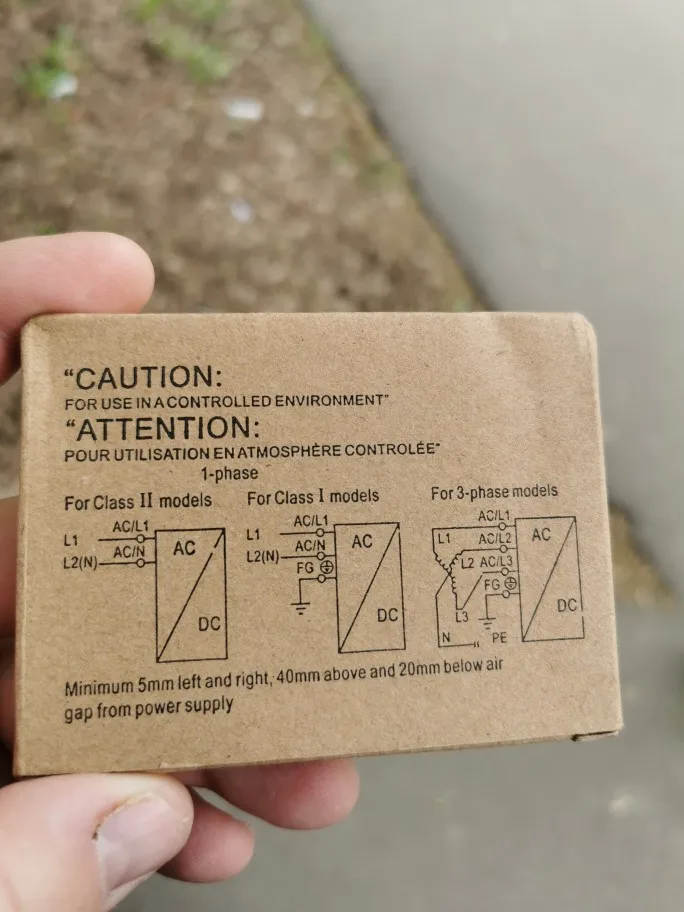 “CAUTION:
FOR USE IN A CONTROLLED ENVIRONMENT”
“ATTENTION:
POUR UTILISATION EN ATMOSPHÈRE CONTROLÉE”
1-phase
For Class II models
AC/L1
L1
AC/N
L2(N)
AC
DC
For Class I models
AC/L1
L1
AC/N
L2(N)
FG
AC
DC
For 3-phase models
AC/L1
L1
AC/L2
L2 AC/L3
FG
L3
N
PE
AC
DC
Minimum 5mm left and right, 40mm above and 20mm below air
gap from power supply